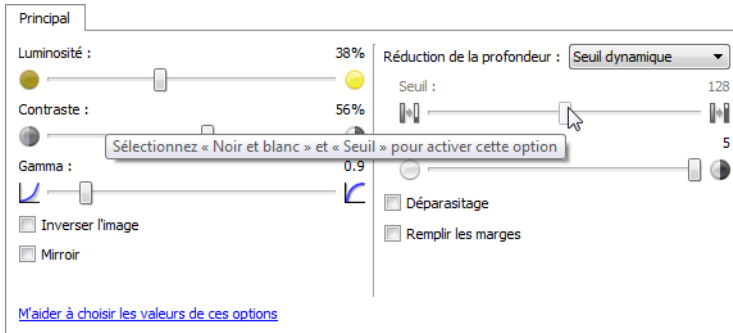 Principal
Luminosité :
38%
Contraste :
56%
Sélectionnez « Noir et blanc » et « Seuil » pour activer cette option
Gamma :
0.9
Inverser l'image
Mirroir
M'aider à choisir les valeurs de ces options
Réduction de la profondeur :
Seuil dynamique
Seuil :
128
5
Déparasitage
Remplir les marges